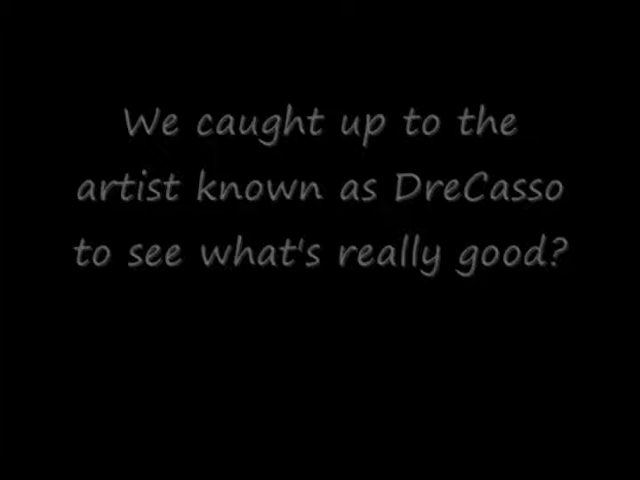 We caught up to the
artist known as DreCasso
to see what's really good?